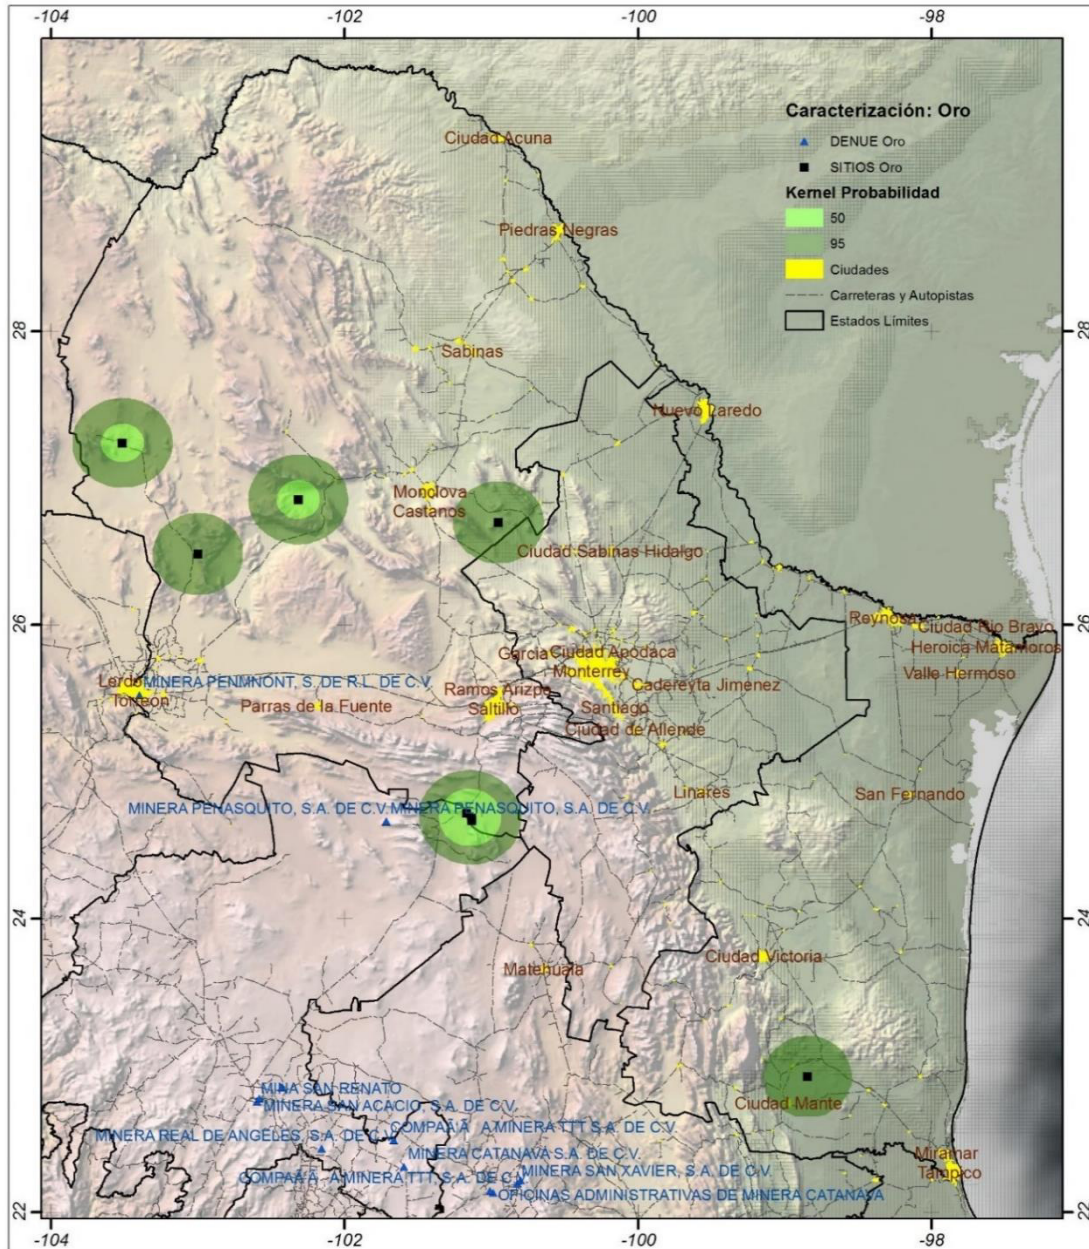 -104
-102
-100
-98
Caracterización: Oro
DENUE Oro
SITIOS Oro
Kernel Probabilidad
50
95
Ciudades
Carreteras y Autopistas
Estados Límites
Ciudad Acuna
Piedras Negras
28
28
Sabinas
Nuevo Laredo
Monclova
Castanos
Ciudad Sabinas Hidalgo
26
26
Reynosa
Ciudad Rio Bravo
Heroica Matamoros
Garcia
Ciudad Apodaca
Monterrey
Valle Hermoso
Lerdo
MINERA PENMNONT, S. DE R.L. DE C.V.
Torreon
Ramos Arizpe
Cadereyta Jimenez
Parras de la Fuente
Saltillo
Santiago
Ciudad de Allende
Linares
San Fernando
MINERA PENASQUITO, S.A. DE C.V.
MINERA PENASQUITO, S.A. DE C.V.
24
24
Ciudad Victoria
Matehuala
MINA SAN RENATO
MINERA SAN ACACIO, S.A. DE C.V.
Ciudad Mante
COMPAÃ A MINERA TTT S.A. DE C.V.
MINERA REAL DE ANGELES, S.A. DE C.
MINERA CATANAVA S.A. DE C.V.
Miramar
Tampico
COMPAÃ A MINERA TTT, S.A. DE C.
MINERA SAN XAVIER, S.A. DE C.V.
OFICINAS ADMINISTRATIVAS DE MINERA CATANAVA
22
22
-104
-102
-100
-98